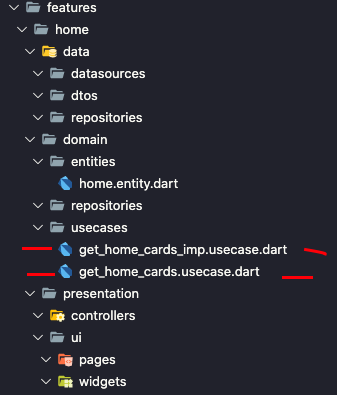 features
home
data
datasources
dtos
repositories
domain
entities
home.entity.dart
repositories
usecases
get_home_cards_imp.usecase.dart
get_home_cards.usecase.dart
presentation
controllers
ui
pages
widgets